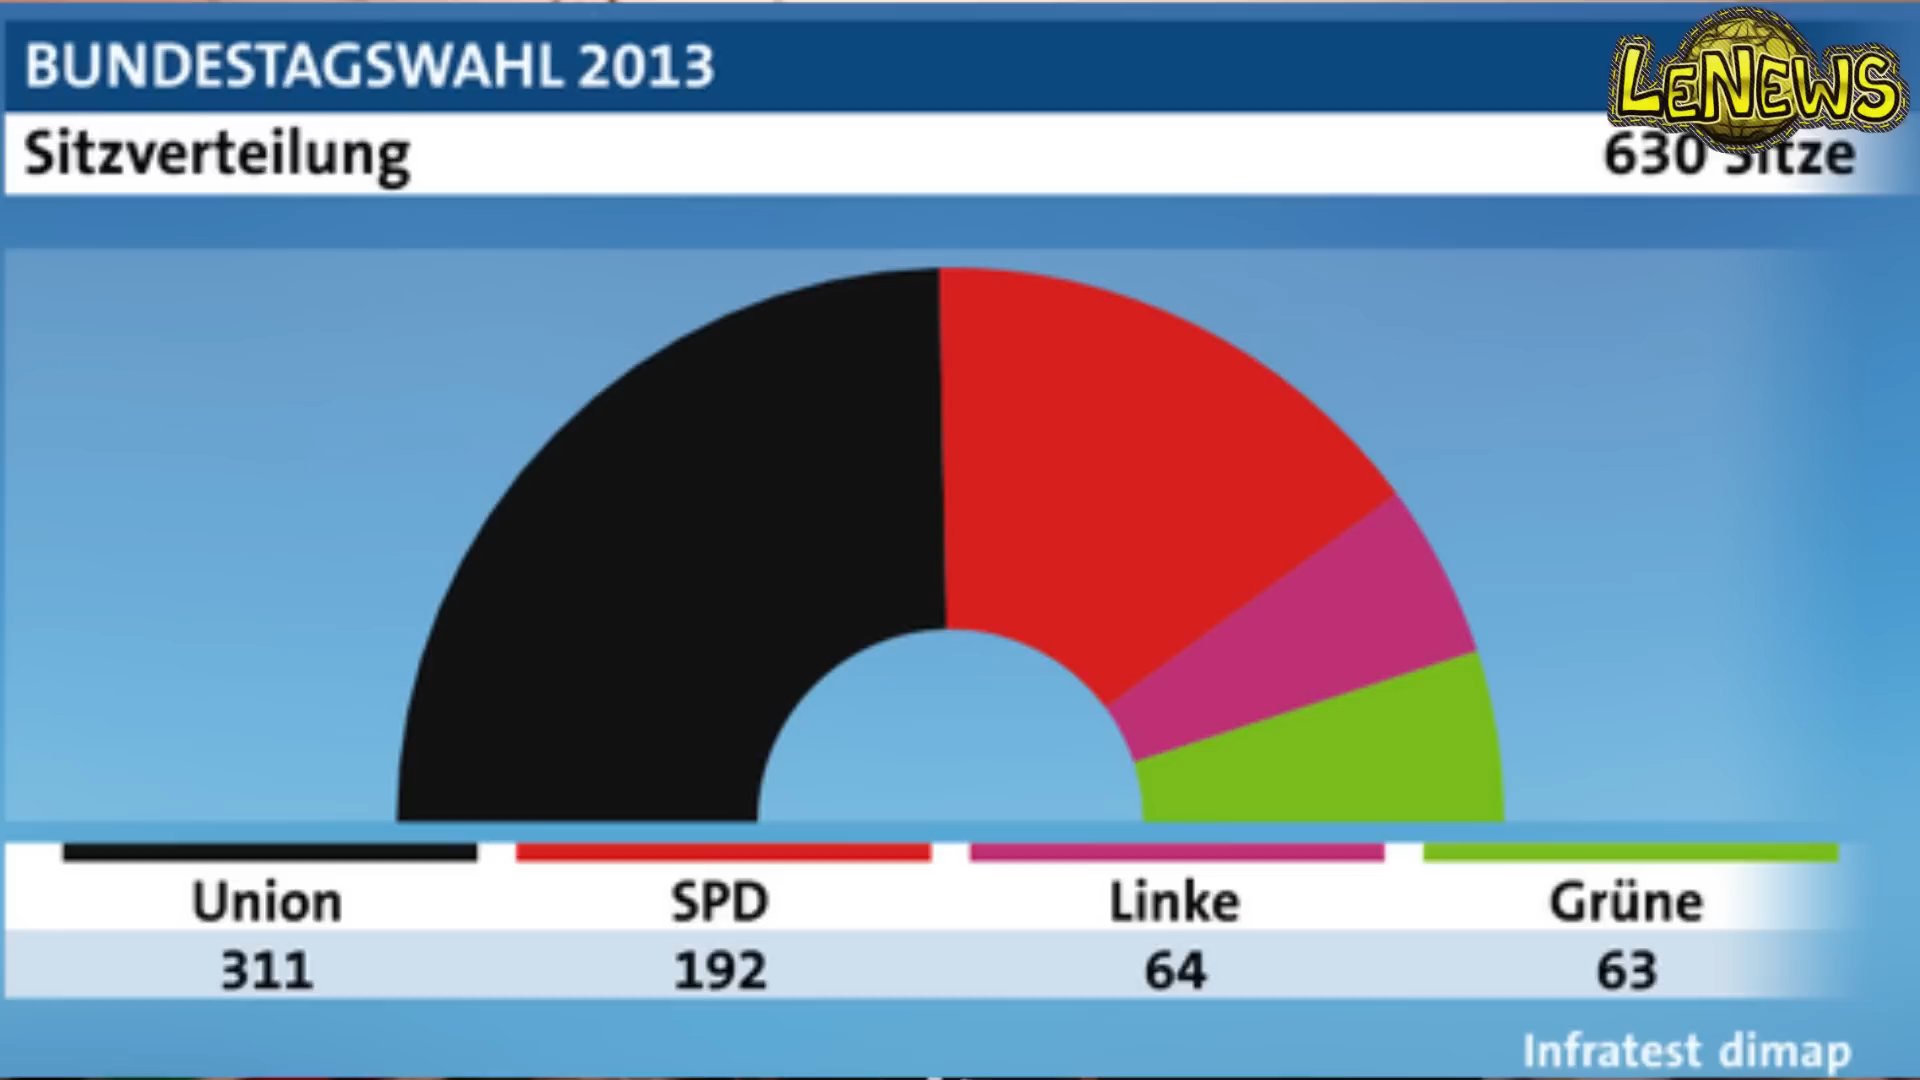 BUNDESTAGSWAHL 2013
LENEWS
Sitzverteilung
630 Sitze
Union SPD Linke Grüne
311 192 64 63
Infratest dimap